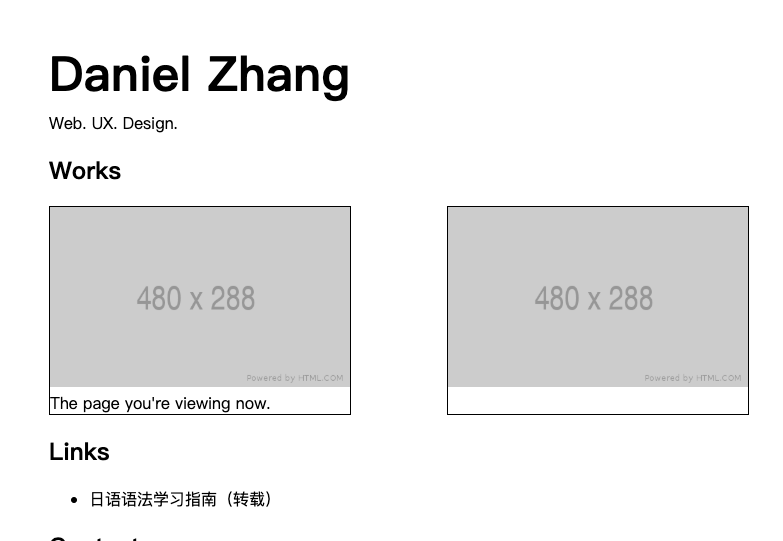 Daniel Zhang
Web. UX. Design.
Works
480 x 288
Powered by HTML.COM
480 x 288
Powered by HTML.COM
The page you're viewing now.
Links
日语语法学习指南（转载）